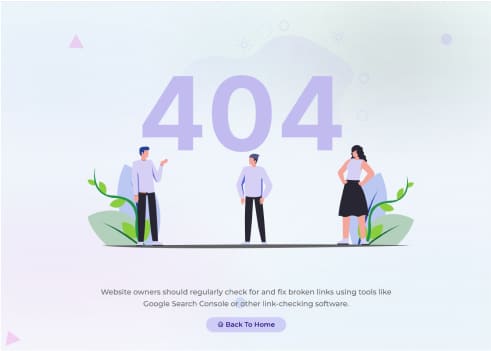 404
Website owners should regularly check for and fix broken links using tools like
Google Search Console or other link-checking software.
Back To Home